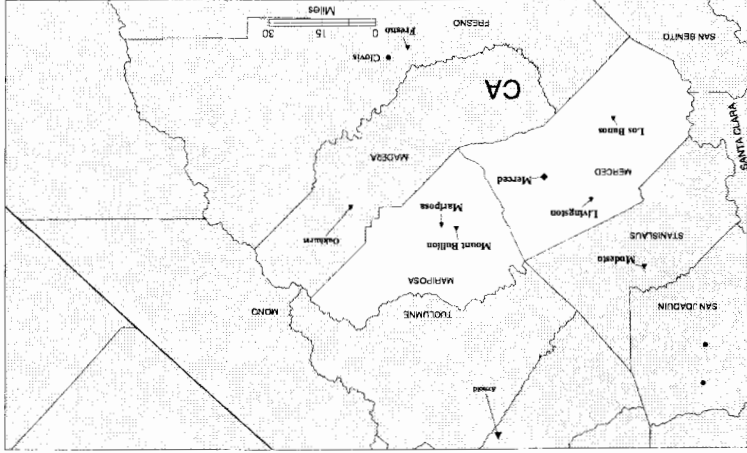 Arnold
TUOLUMNE
MONO
SAN JOAQUIN
MARIPOSA
Modesto
Mount Bullion
Oakhurst
STANISLAUS
Livingston
Mariposa
Merced
MERCED
MADERA
SANTA CLARA
Los Banos
CA
Clovis
SAN BENITO
Fresno
FRESNO
30 15 0
Miles